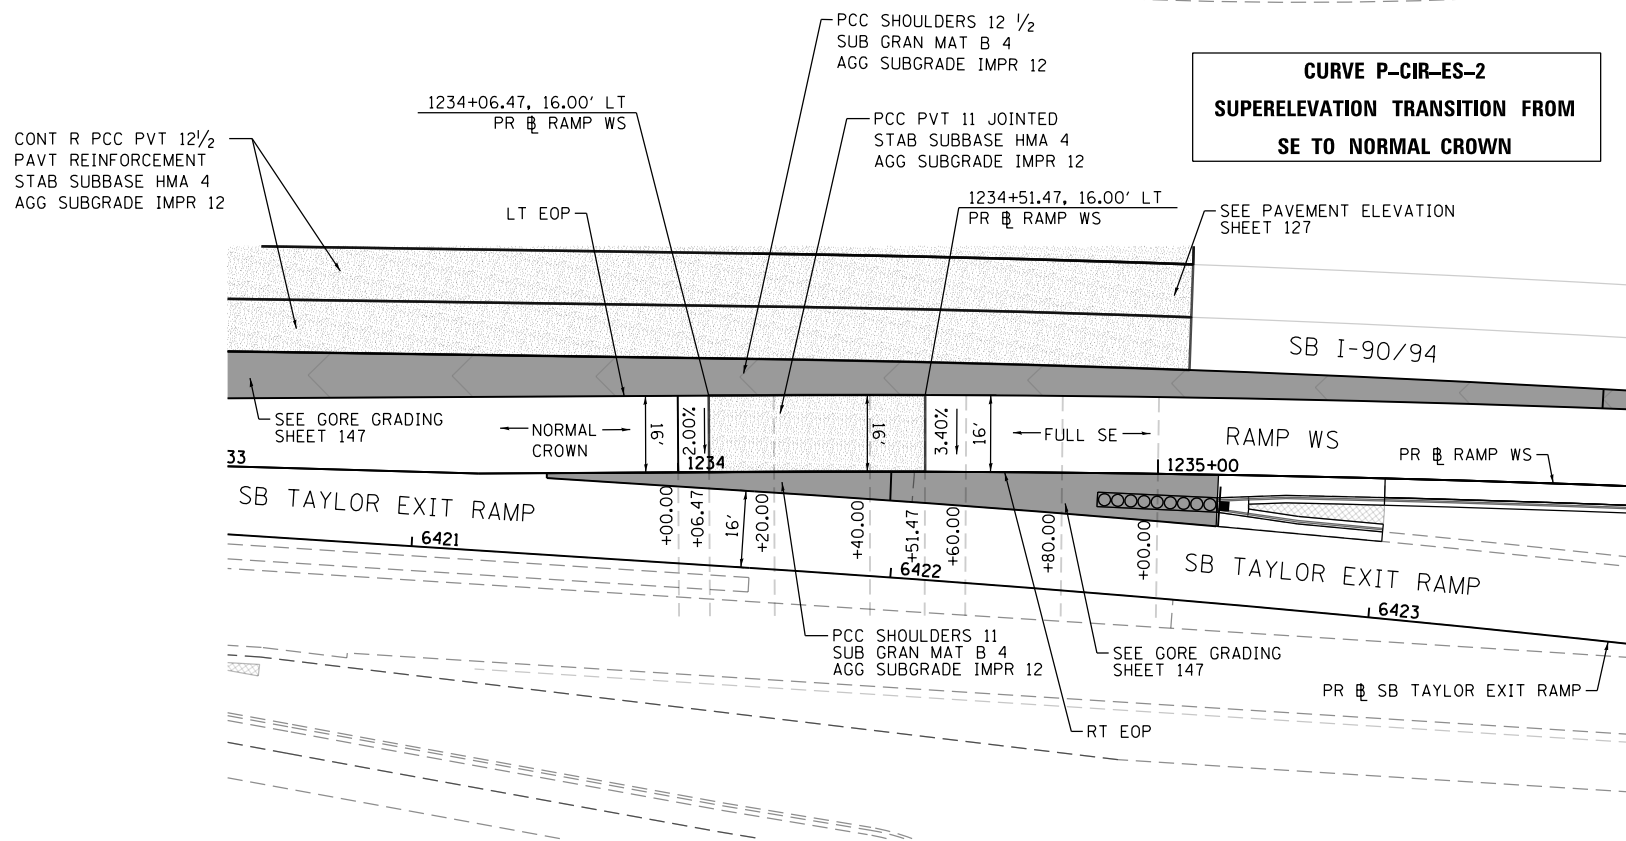 PCC SHOULDERS 12 1/2
SUB GRAN MAT B 4
AGG SUBGRADE IMPR 12
CURVE P-CIR-ES-2
SUPERELEVATION TRANSITION FROM
SE TO NORMAL CROWN
1234+06.47, 16.00' LT
PR ⅊ RAMP WS
CONT R PCC PVT 12 1/2
PAVT REINFORCEMENT
STAB SUBBASE HMA 4
AGG SUBGRADE IMPR 12
PCC PVT 11 JOINTED
STAB SUBBASE HMA 4
AGG SUBGRADE IMPR 12
1234+51.47, 16.00' LT
PR ⅊ RAMP WS
LT EOP
SEE PAVEMENT ELEVATION
SHEET 127
SB I-90/94
SEE GORE GRADING
SHEET 147
NORMAL
CROWN
16'
2.00%
16'
3.40%
16'
FULL SE
RAMP WS
PR ⅊ RAMP WS
33
1234
1235+00
SB TAYLOR EXIT RAMP
6421
+00.00
+06.47
16'
+20.00
+40.00
+51.47
+60.00
+80.00
+00.00
6422
SB TAYLOR EXIT RAMP
6423
PCC SHOULDERS 11
SUB GRAN MAT B 4
AGG SUBGRADE IMPR 12
SEE GORE GRADING
SHEET 147
PR ⅊ SB TAYLOR EXIT RAMP
RT EOP